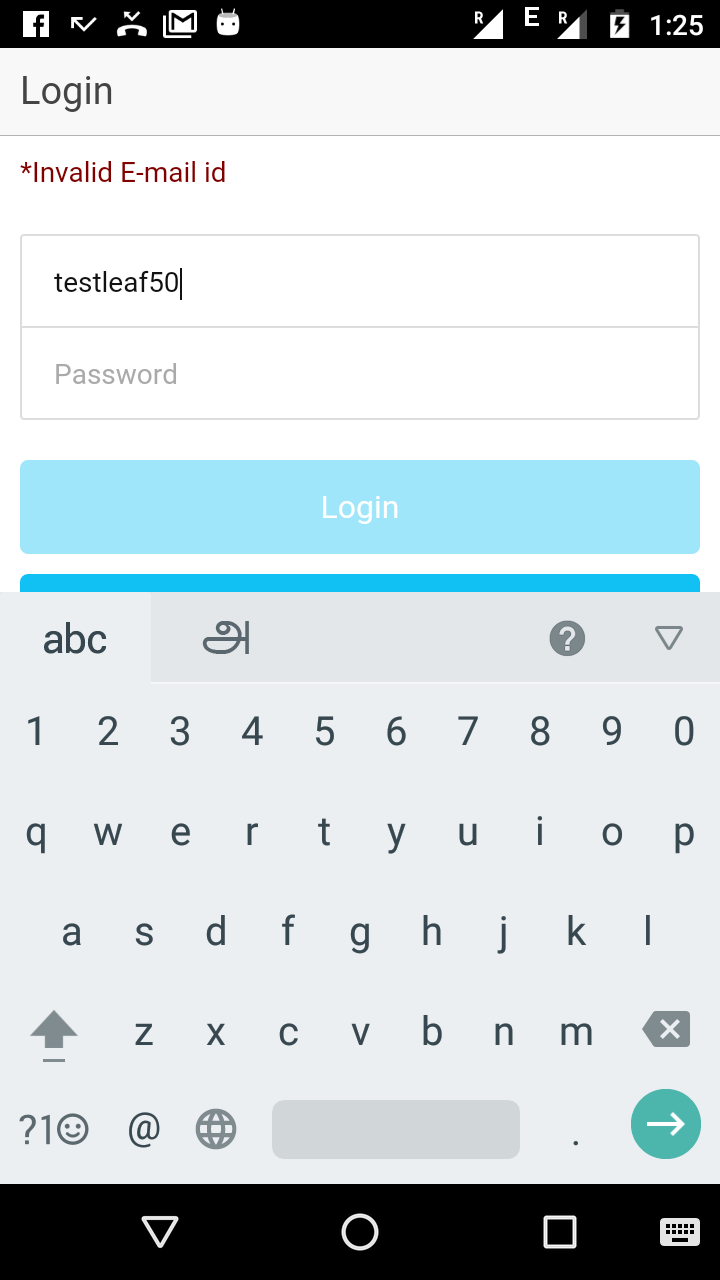 R E R 1:25
Login
*Invalid E-mail id
testleaf50
Password
Login
abc அ
1 2 3 4 5 6 7 8 9 0
q w e r t y u i o p
a s d f g h j k l
z x c v b n m
?1☺ @ .